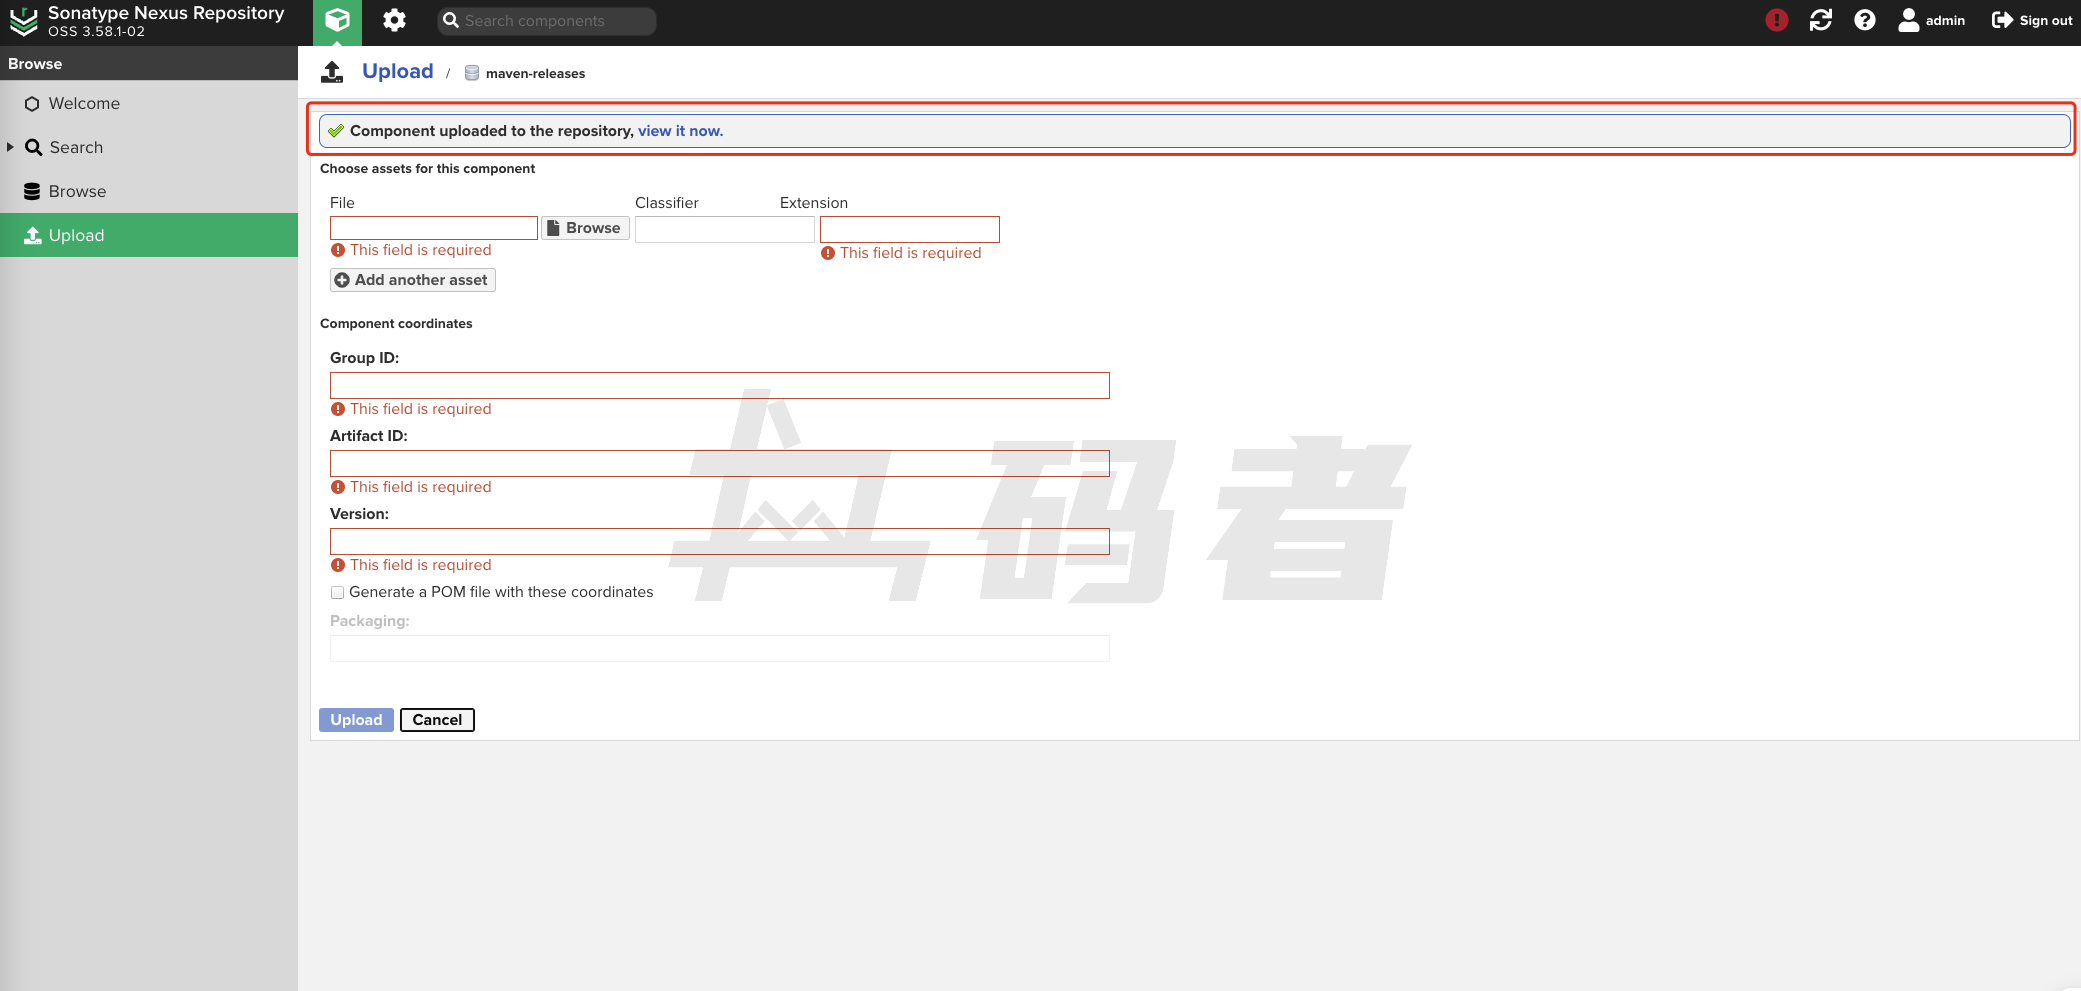 Sonatype Nexus Repository
OSS 3.58.1-02
Search components
admin
Sign out
Browse
Welcome
Search
Browse
Upload
Upload / maven-releases
Component uploaded to the repository, view it now.
Choose assets for this component
File Classifier Extension
Browse
This field is required
This field is required
Add another asset
Component coordinates
Group ID:
This field is required
Artifact ID:
This field is required
Version:
This field is required
Generate a POM file with these coordinates
Packaging:
Upload Cancel
码者